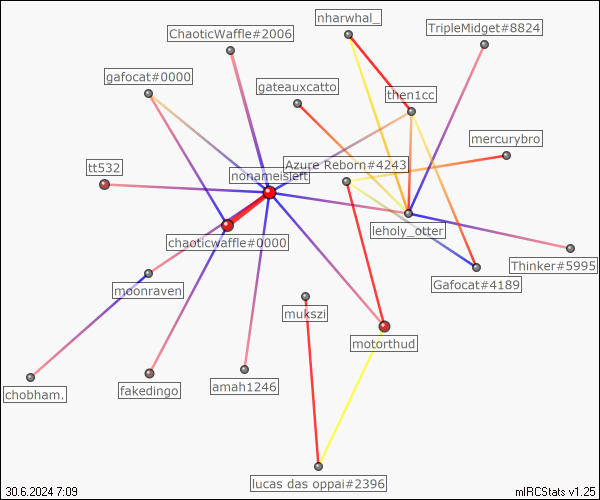 nharwhal_
TripleMidget#8824
ChaoticWaffle#2006
gafocat#0000
gateauxcatto
then1cc
mercurybro
Azure Reborn#4243
tt532
nonameisleft
leholy_otter
chaoticwaffle#0000
Thinker#5995
Gafocat#4189
moonraven
mukszi
motorthud
chobham.
fakedingo
amah1246
lucas das oppai#2396
30.6.2024 7:09
mIRCStats v1.25